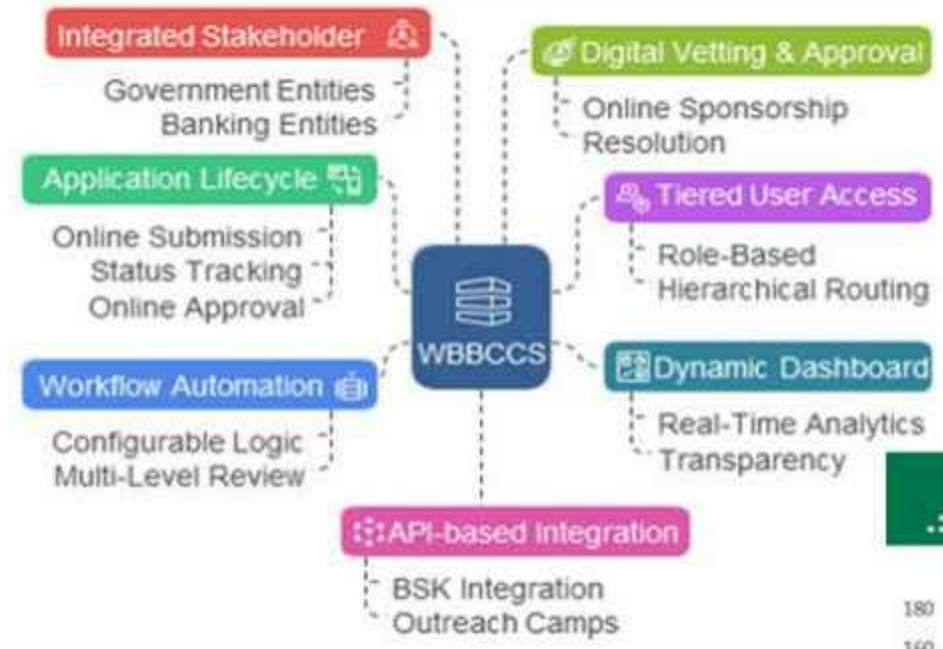 Integrated Stakeholder
Government Entities
Banking Entities
Application Lifecycle
Online Submission
Status Tracking
Online Approval
Workflow Automation
Configurable Logic
Multi-Level Review
WBBCCS
Digital Vetting & Approval
Online Sponsorship
Resolution
Tiered User Access
Role-Based
Hierarchical Routing
Dynamic Dashboard
Real-Time Analytics
Transparency
API-based Integration
BSK Integration
Outreach Camps
180
160